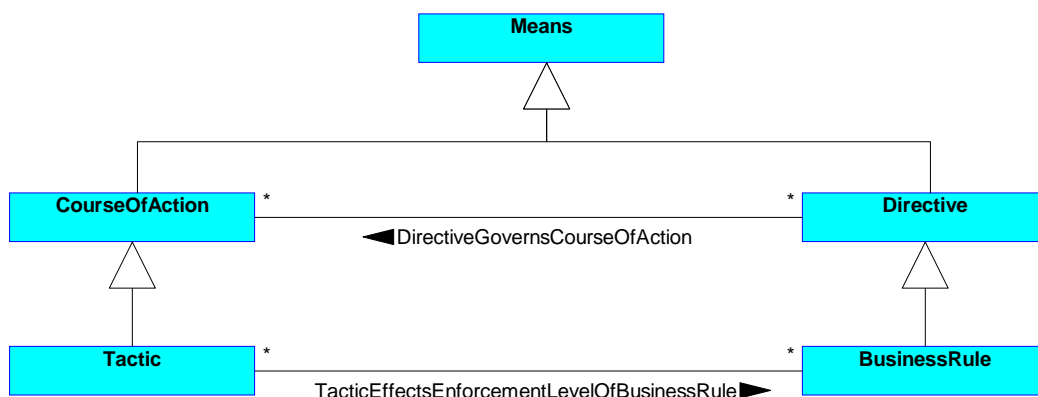 Means
* *
CourseOfAction Directive
DirectiveGovernsCourseOfAction
* *
Tactic BusinessRule
TacticEffectsEnforcementLevelOfBusinessRule